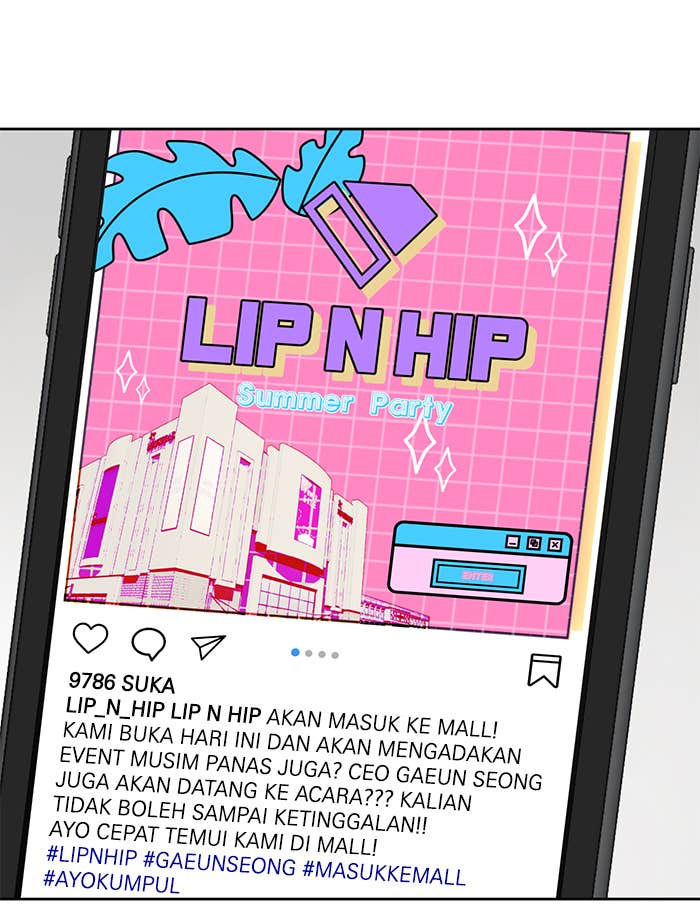 LIP N HIP
Summer Party
ENTER
9786 SUKA
LIP_N_HIP LIP N HIP AKAN MASUK KE MALL!
KAMI BUKA HARI INI DAN AKAN MENGADAKAN
EVENT MUSIM PANAS JUGA? CEO GAEUN SEONG
JUGA AKAN DATANG KE ACARA??? KALIAN
TIDAK BOLEH SAMPAI KETINGGALAN!!
AYO CEPAT TEMUI KAMI DI MALL!
#LIPNHIP #GAEUNSEONG #MASUKKEMALL
#AYOKUMPUL